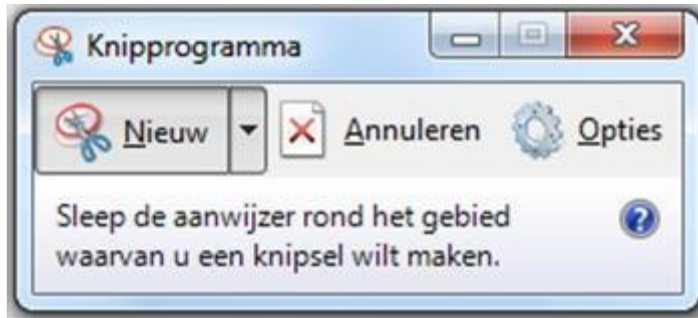 Knipprogramma
Nieuw Annuleren Opties
Sleep de aanwijzer rond het gebied
waarvan u een knipsel wilt maken.